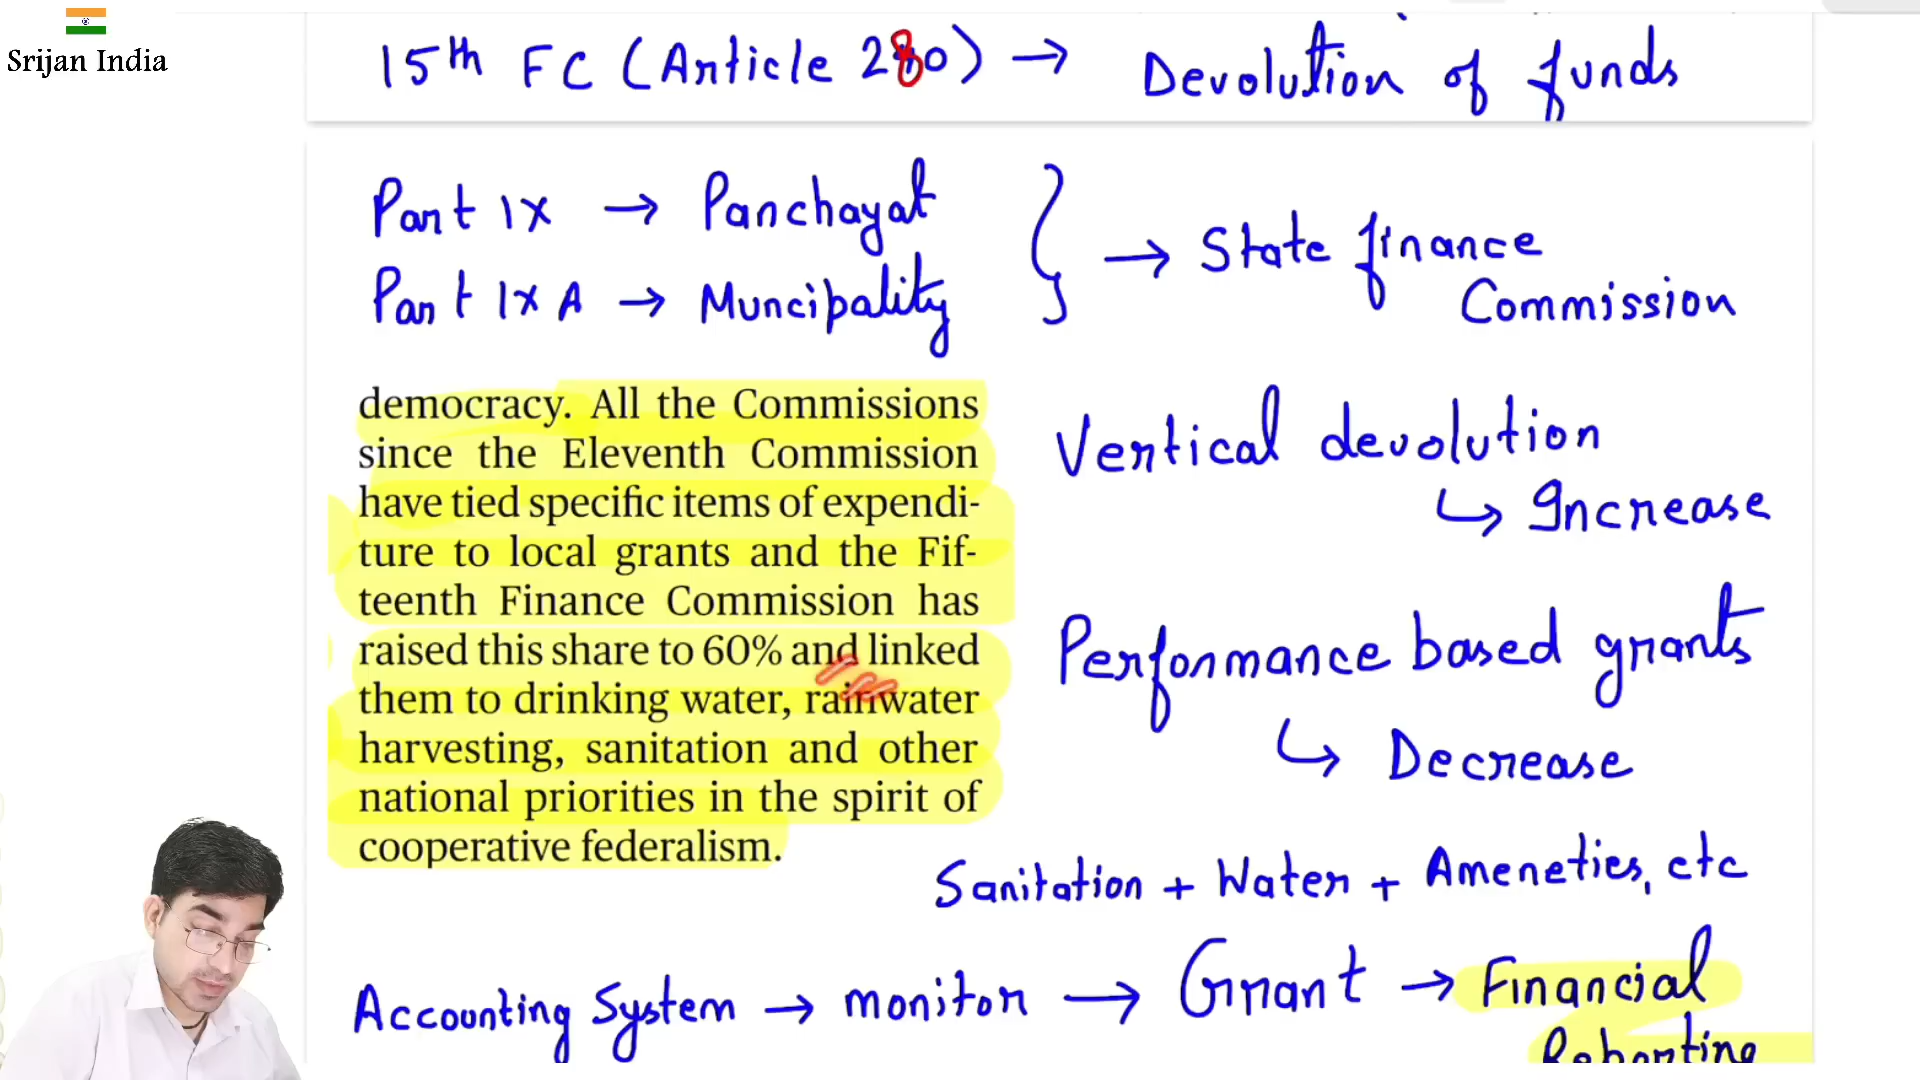 Srijan India
15th FC (Article 280) → Devolution of funds
Part IX → Panchayat
Part IX A → Muncipality
} → State finance
Commission
democracy. All the Commissions
since the Eleventh Commission
have tied specific items of expendi-
ture to local grants and the Fif-
teenth Finance Commission has
raised this share to 60% and linked
them to drinking water, rainwater
harvesting, sanitation and other
national priorities in the spirit of
cooperative federalism.
Vertical devolution
↳ Increase
Performance based grants
↳ Decrease
Sanitation + Water + Ameneties, etc
Accounting System → monitor → Grant → Financial
Reporting